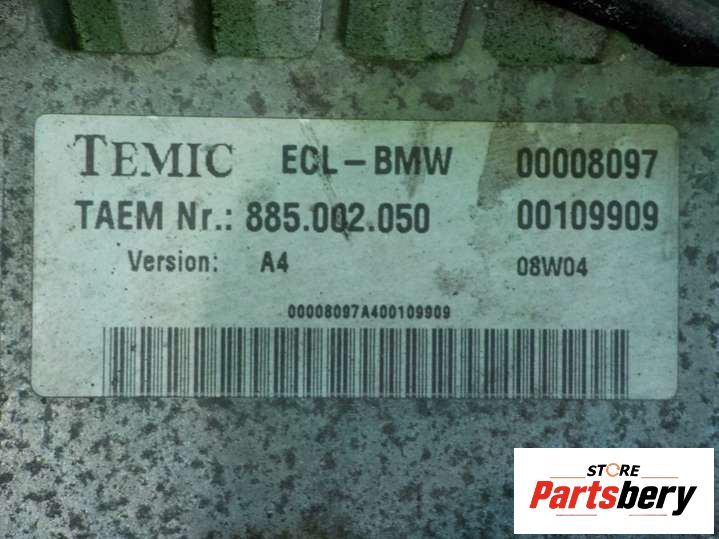 TEMIC ECL-BMW 00008097
TAEM Nr.: 885.002.050 00109909
Version: A4 08W04
00008097A400109909
STORE
Partsbery